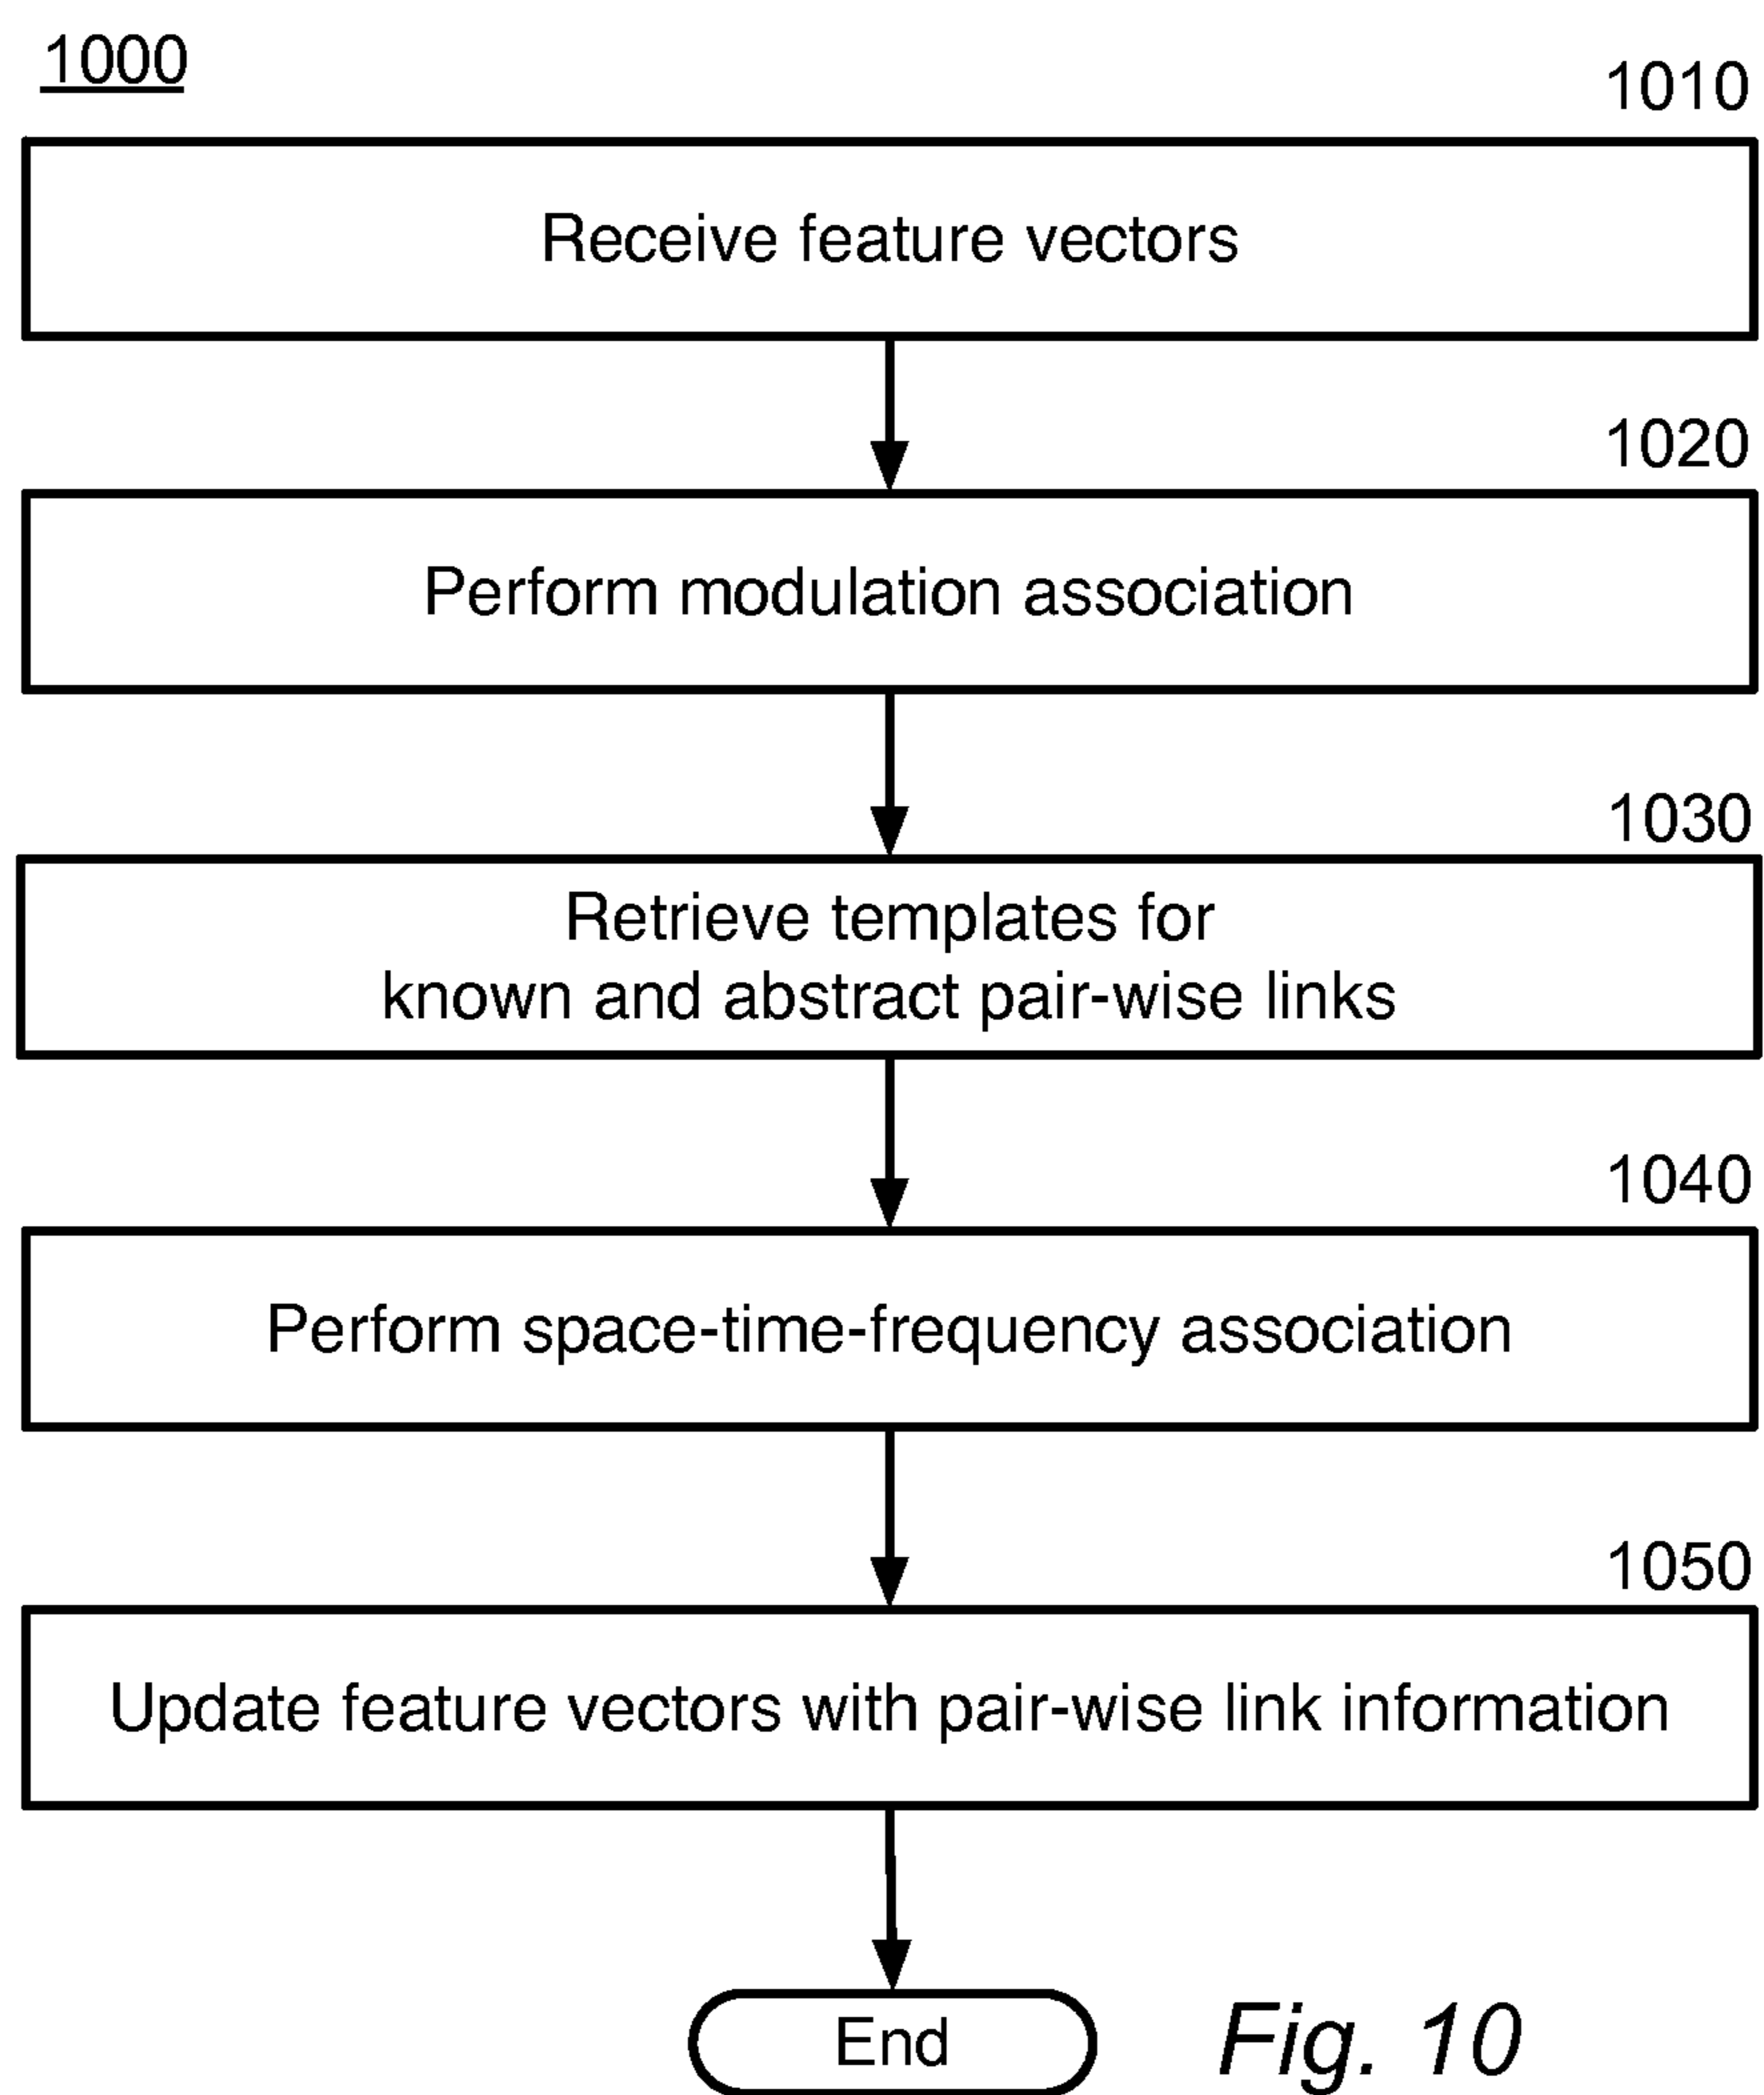 1000
1010
Receive feature vectors
1020
Perform modulation association
1030
Retrieve templates for
known and abstract pair-wise links
1040
Perform space-time-frequency association
1050
Update feature vectors with pair-wise link information
End
Fig. 10